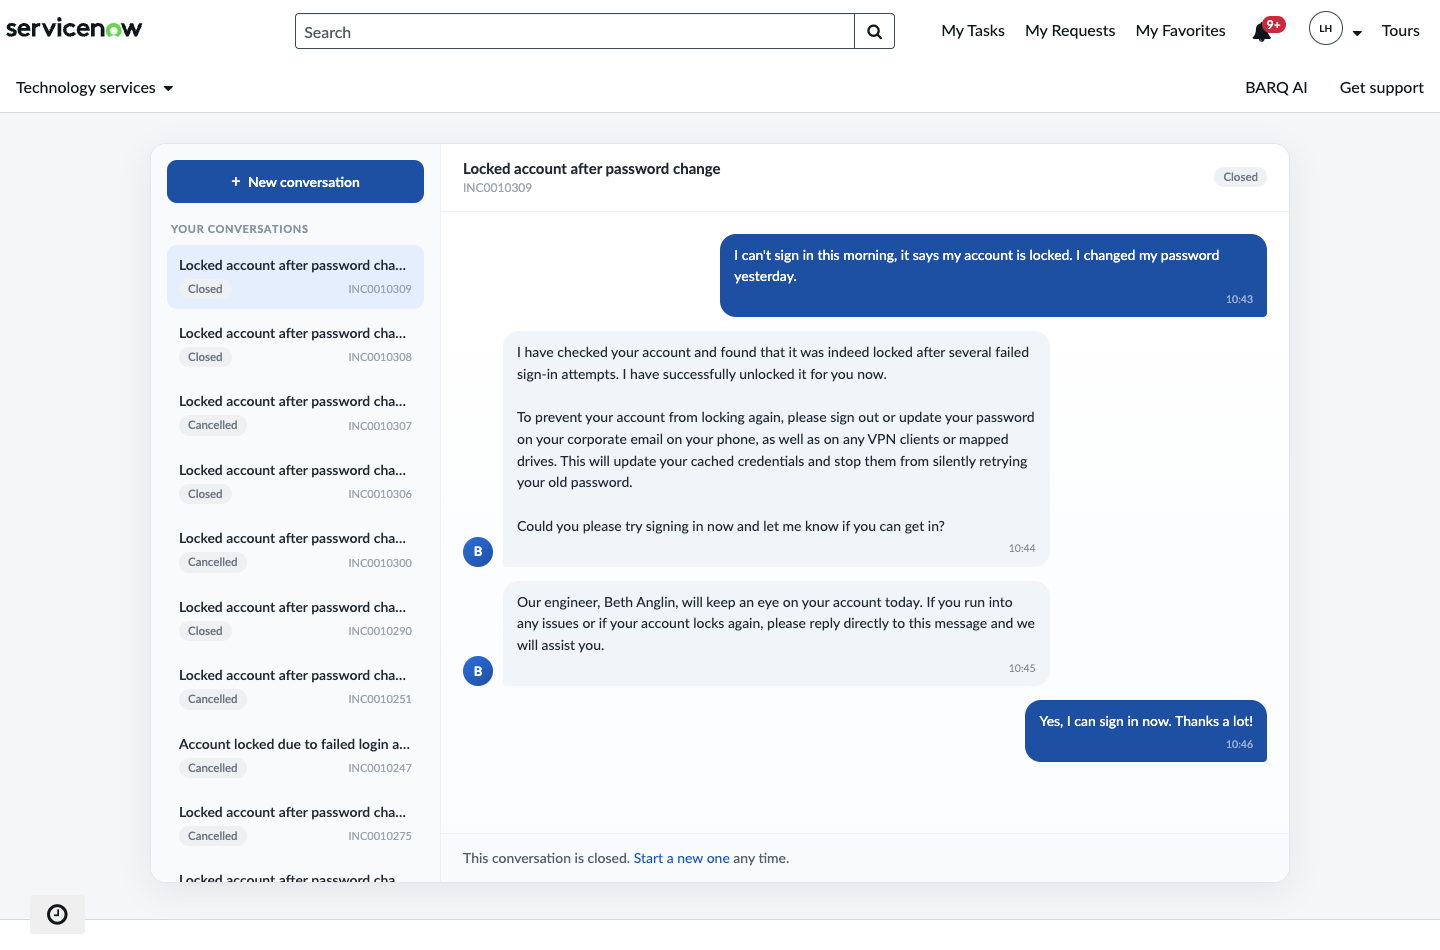 servicenow
Search
My Tasks
My Requests
My Favorites
9+
LH
Tours
Technology services
BARQ AI
Get support
+ New conversation
YOUR CONVERSATIONS
Locked account after password cha...
Closed
INC0010309
Locked account after password cha...
Closed
INC0010308
Locked account after password cha...
Cancelled
INC0010307
Locked account after password cha...
Closed
INC0010306
Locked account after password cha...
Cancelled
INC0010300
Locked account after password cha...
Closed
INC0010290
Locked account after password cha...
Cancelled
INC0010251
Account locked due to failed login a...
Cancelled
INC0010247
Locked account after password cha...
Cancelled
INC0010275
Locked account after password cha
Locked account after password change
INC0010309
Closed
I can't sign in this morning, it says my account is locked. I changed my password
yesterday.
10:43
I have checked your account and found that it was indeed locked after several failed
sign-in attempts. I have successfully unlocked it for you now.
To prevent your account from locking again, please sign out or update your password
on your corporate email on your phone, as well as on any VPN clients or mapped
drives. This will update your cached credentials and stop them from silently retrying
your old password.
Could you please try signing in now and let me know if you can get in?
10:44
B
Our engineer, Beth Anglin, will keep an eye on your account today. If you run into
any issues or if your account locks again, please reply directly to this message and we
will assist you.
10:45
B
Yes, I can sign in now. Thanks a lot!
10:46
This conversation is closed. Start a new one any time.